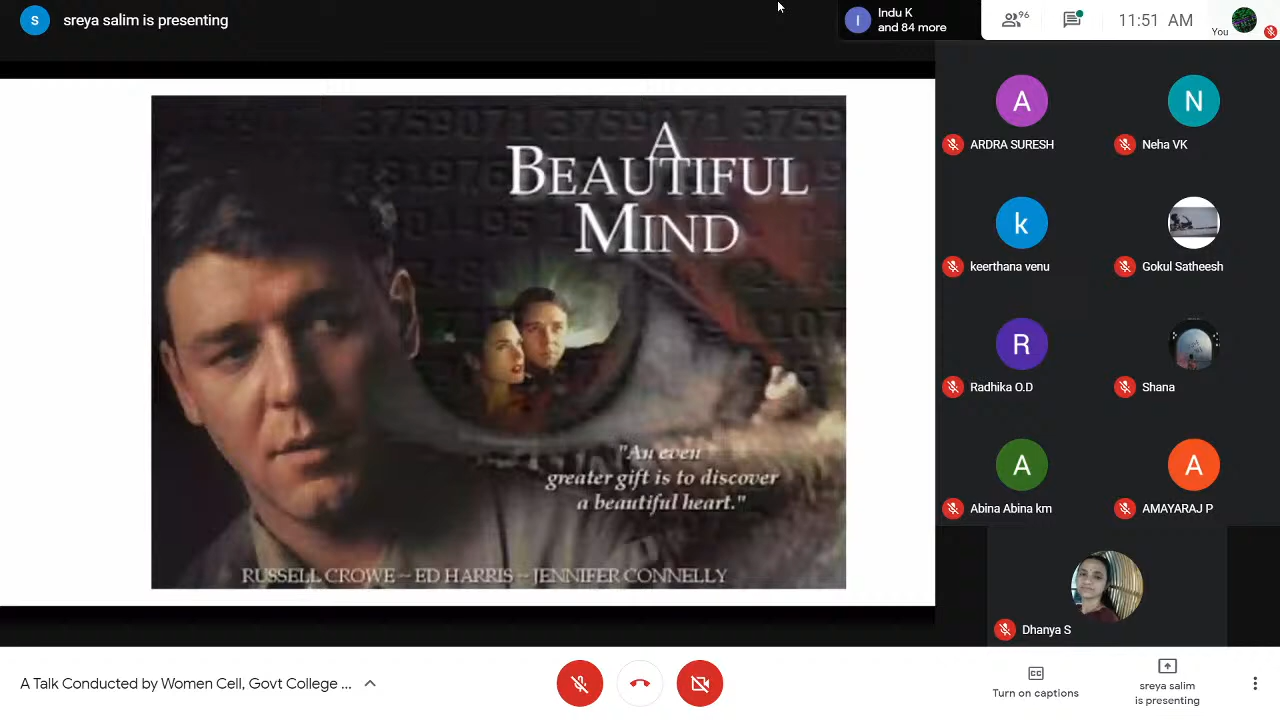 S
sreya salim is presenting
I
Indu K
and 84 more
96
11:51 AM
You
A
BEAUTIFUL
MIND
"An even
greater gift is to discover
a beautiful heart."
RUSSELL CROWE ~ ED HARRIS ~ JENNIFER CONNELLY
A
N
ARDRA SURESH
Neha VK
k
keerthana venu
Gokul Satheesh
R
Radhika O.D
Shana
A
A
Abina Abina km
AMAYARAJ P
Dhanya S
A Talk Conducted by Women Cell, Govt College ...
Turn on captions
sreya salim
is presenting